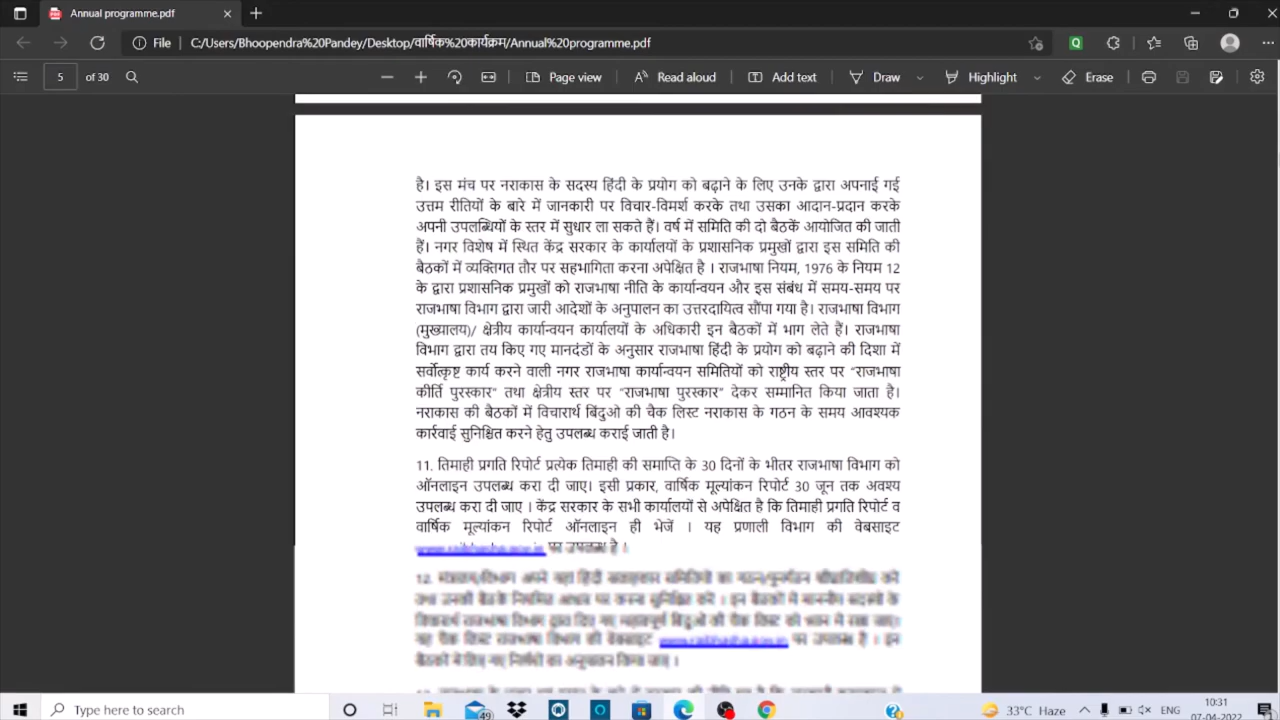 Annual programme.pdf
File C:/Users/Bhoopendra%20Pandey/Desktop/वार्षिक%20कार्यक्रम/Annual%20programme.pdf
5 of 30 Page view Read aloud Add text Draw Highlight Erase
है। इस मंच पर नराकास के सदस्य हिंदी के प्रयोग को बढ़ाने के लिए उनके द्वारा अपनाई गई
उत्तम रीतियों के बारे में जानकारी पर विचार-विमर्श करके तथा उसका आदान-प्रदान करके
अपनी उपलब्धियों के स्तर में सुधार ला सकते हैं। वर्ष में समिति की दो बैठकें आयोजित की जाती
हैं। नगर विशेष में स्थित केंद्र सरकार के कार्यालयों के प्रशासनिक प्रमुखों द्वारा इस समिति की
बैठकों में व्यक्तिगत तौर पर सहभागिता करना अपेक्षित है । राजभाषा नियम, 1976 के नियम 12
के द्वारा प्रशासनिक प्रमुखों को राजभाषा नीति के कार्यान्वयन और इस संबंध में समय-समय पर
राजभाषा विभाग द्वारा जारी आदेशों के अनुपालन का उत्तरदायित्व सौंपा गया है। राजभाषा विभाग
(मुख्यालय)/ क्षेत्रीय कार्यान्वयन कार्यालयों के अधिकारी इन बैठकों में भाग लेते हैं। राजभाषा
विभाग द्वारा तय किए गए मानदंडों के अनुसार राजभाषा हिंदी के प्रयोग को बढ़ाने की दिशा में
सर्वोत्कृष्ट कार्य करने वाली नगर राजभाषा कार्यान्वयन समितियों को राष्ट्रीय स्तर पर “राजभाषा
कीर्ति पुरस्कार” तथा क्षेत्रीय स्तर पर “राजभाषा पुरस्कार” देकर सम्मानित किया जाता है।
नराकास की बैठकों में विचारार्थ बिंदुओ की चैक लिस्ट नराकास के गठन के समय आवश्यक
कार्रवाई सुनिश्चित करने हेतु उपलब्ध कराई जाती है।
11. तिमाही प्रगति रिपोर्ट प्रत्येक तिमाही की समाप्ति के 30 दिनों के भीतर राजभाषा विभाग को
ऑनलाइन उपलब्ध करा दी जाए। इसी प्रकार, वार्षिक मूल्यांकन रिपोर्ट 30 जून तक अवश्य
उपलब्ध करा दी जाए । केंद्र सरकार के सभी कार्यालयों से अपेक्षित है कि तिमाही प्रगति रिपोर्ट व
वार्षिक मूल्यांकन रिपोर्ट ऑनलाइन ही भेजें । यह प्रणाली विभाग की वेबसाइट
पर उपलब्ध है ।
12.
Type here to search 49 33°C Haze ENG 10:31
07-04-2022